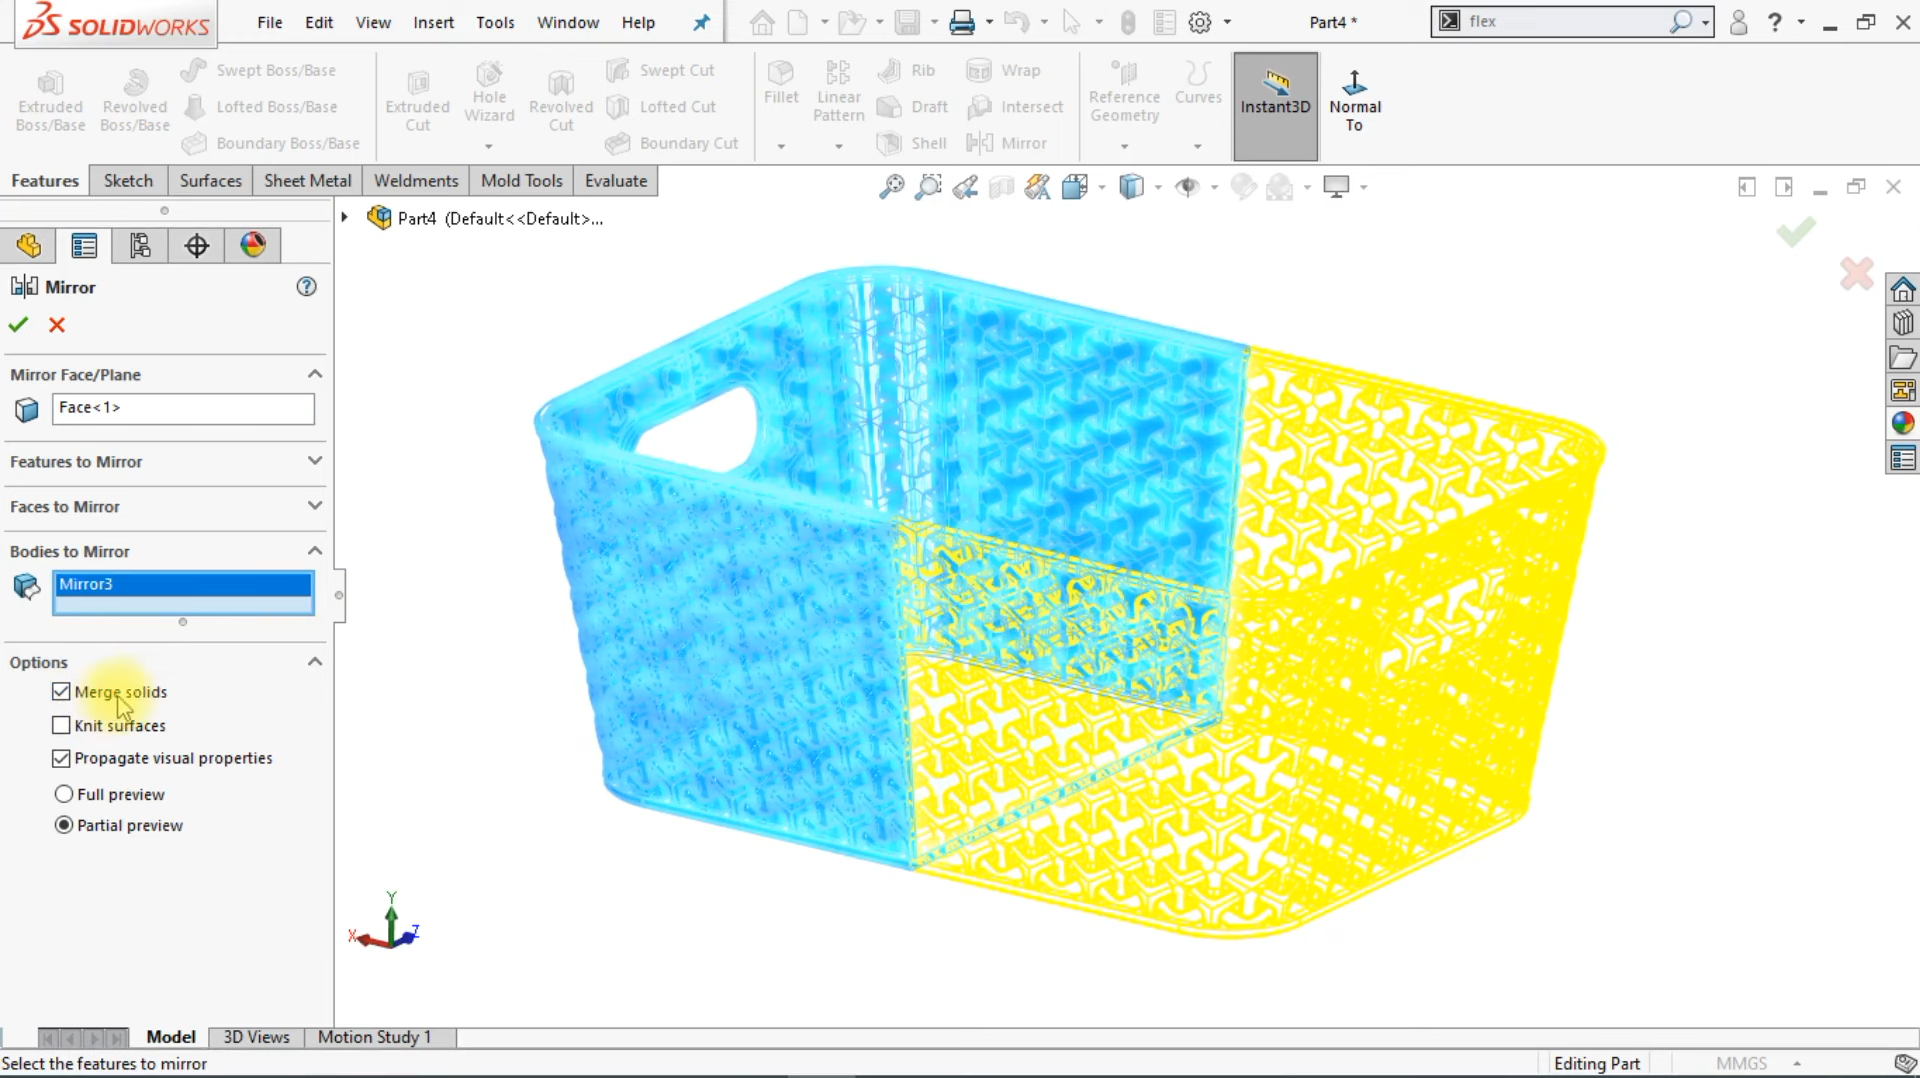 SOLIDWORKS
File Edit View Insert Tools Window Help
Part4 *
flex
?
Extruded Boss/Base
Revolved Boss/Base
Swept Boss/Base
Lofted Boss/Base
Boundary Boss/Base
Extruded Cut
Hole Wizard
Revolved Cut
Swept Cut
Lofted Cut
Boundary Cut
Fillet
Linear Pattern
Rib
Draft
Shell
Wrap
Intersect
Mirror
Reference Geometry
Curves
Instant3D
Normal To
Features Sketch Surfaces Sheet Metal Weldments Mold Tools Evaluate
Part4 (Default<<Default>...
Mirror
?
Mirror Face/Plane
Face<1>
Features to Mirror
Faces to Mirror
Bodies to Mirror
Mirror3
Options
Merge solids
Knit surfaces
Propagate visual properties
Full preview
Partial preview
Y
X
Z
Model 3D Views Motion Study 1
Select the features to mirror
Editing Part
MMGS